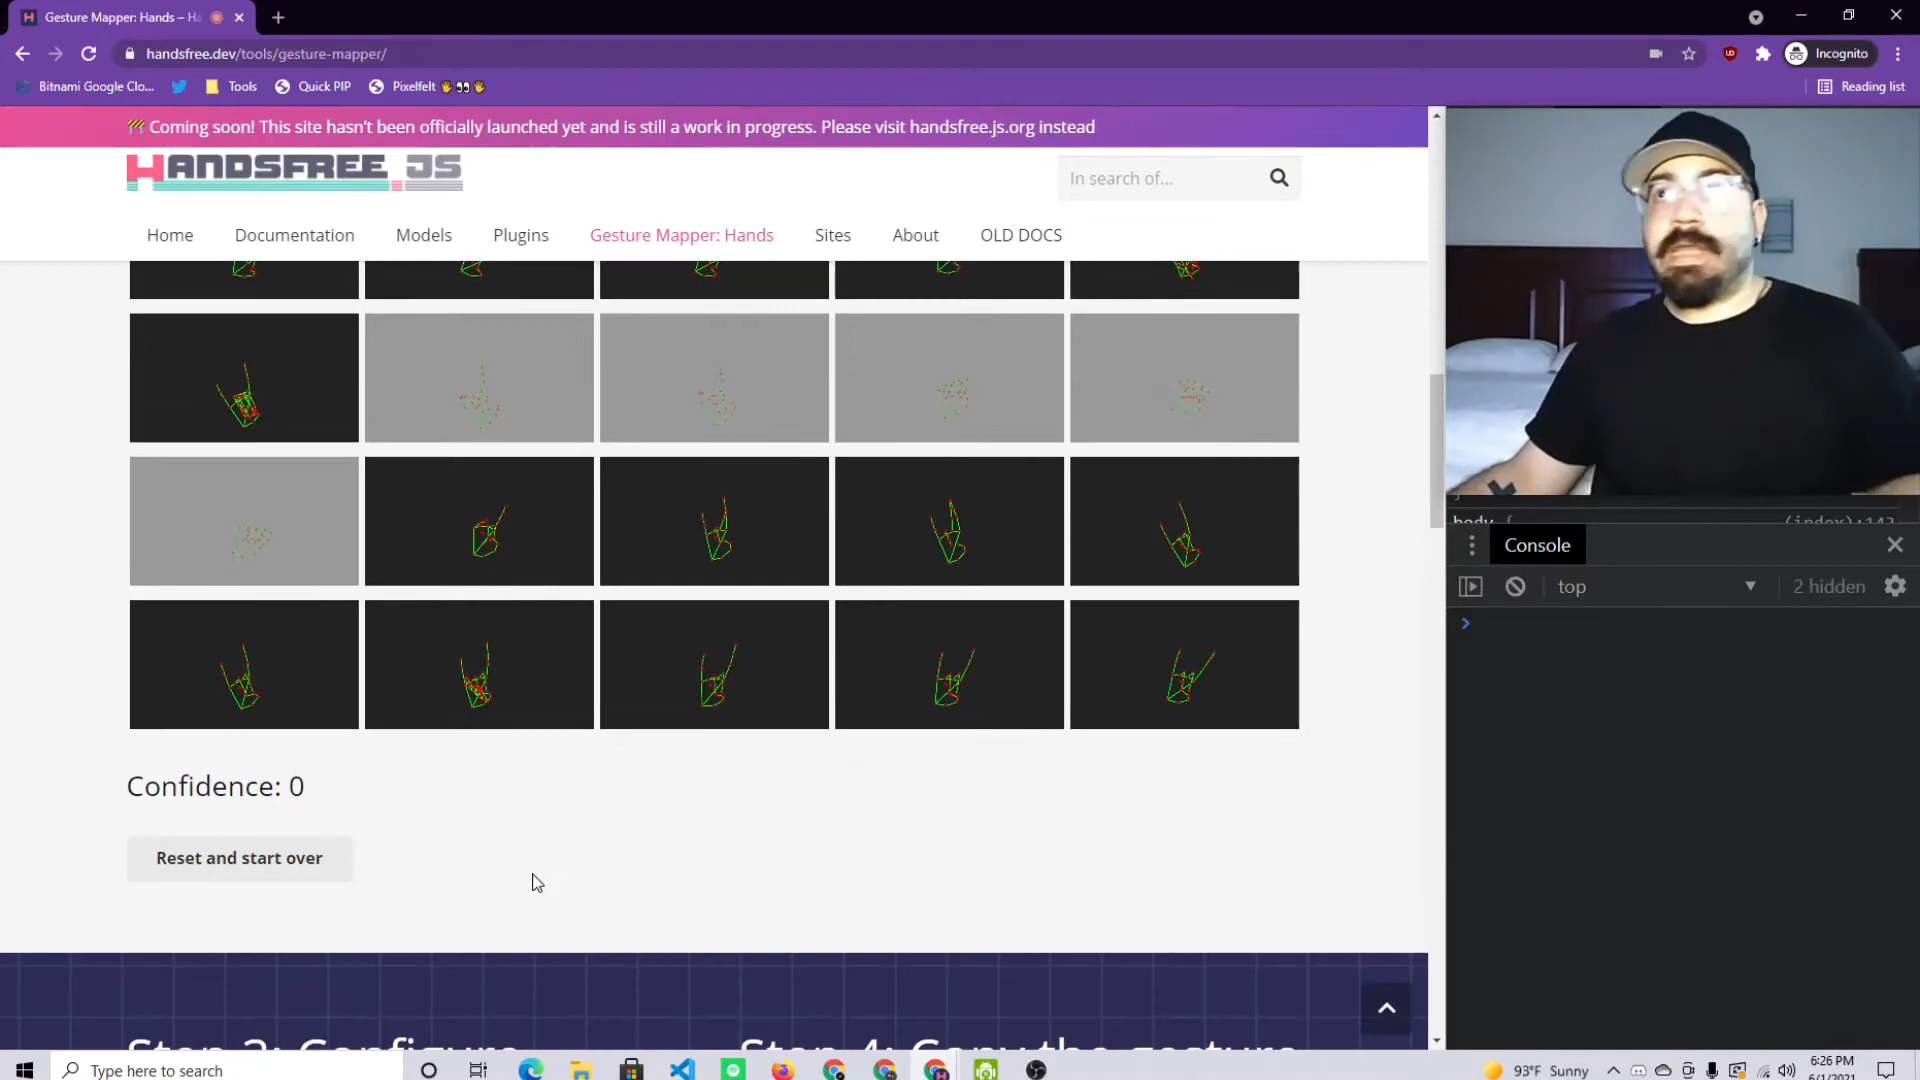 Gesture Mapper: Hands – Ha
handsfree.dev/tools/gesture-mapper/
Incognito
Bitnami Google Clo...
Tools
Quick PIP
Pixelfelt 🖐👀🖐
Reading list
🚧 Coming soon! This site hasn't been officially launched yet and is still a work in progress. Please visit handsfree.js.org instead
HANDSFREE.JS
In search of...
Home
Documentation
Models
Plugins
Gesture Mapper: Hands
Sites
About
OLD DOCS
Console
top
2 hidden
Confidence: 0
Reset and start over
Type here to search
93°F Sunny
6:26 PM